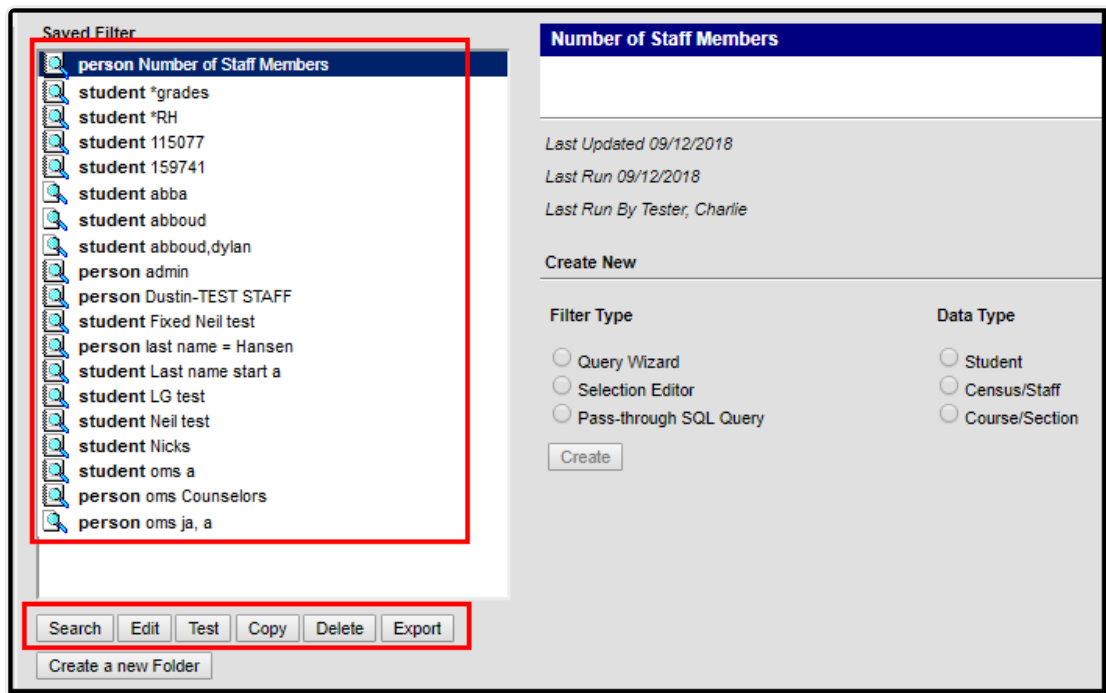 Saved Filter
person Number of Staff Members
student *grades
student *RH
student 115077
student 159741
student abba
student abboud
student abboud,dylan
person admin
person Dustin-TEST STAFF
student Fixed Neil test
person last name = Hansen
student Last name start a
student LG test
student Neil test
student Nicks
student oms a
person oms Counselors
person oms ja, a
Search Edit Test Copy Delete Export
Create a new Folder
Number of Staff Members
Last Updated 09/12/2018
Last Run 09/12/2018
Last Run By Tester, Charlie
Create New
Filter Type
Query Wizard
Selection Editor
Pass-through SQL Query
Create
Data Type
Student
Census/Staff
Course/Section